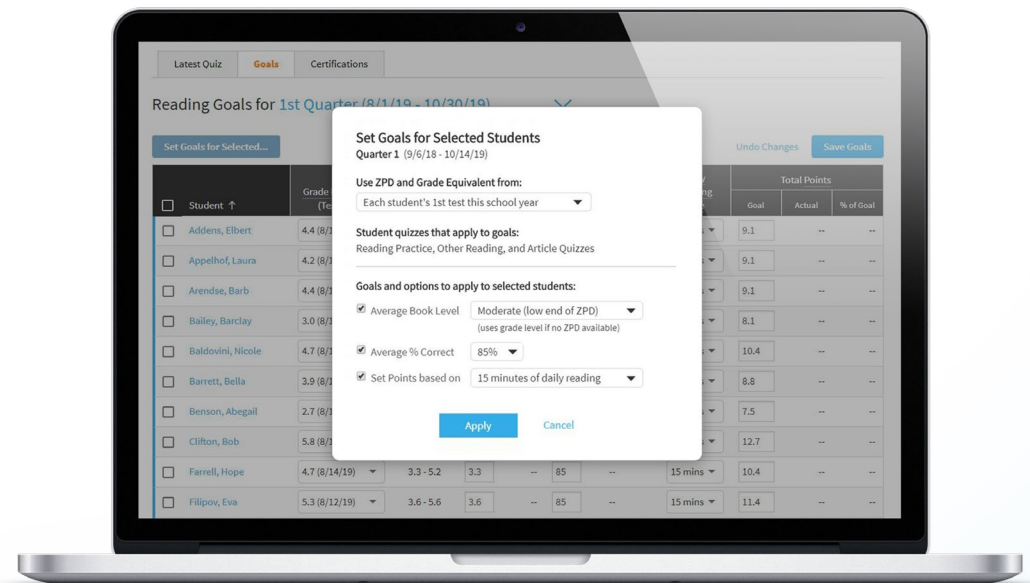 Latest Quiz Goals Certifications
Reading Goals for 1st Quarter (8/1/19 - 10/30/19)
Set Goals for Selected...
Undo Changes Save Goals
Set Goals for Selected Students
Quarter 1 (9/6/18 - 10/14/19)
Use ZPD and Grade Equivalent from:
Each student's 1st test this school year
Student quizzes that apply to goals:
Reading Practice, Other Reading, and Article Quizzes
Goals and options to apply to selected students:
Average Book Level Moderate (low end of ZPD)
(uses grade level if no ZPD available)
Average % Correct 85%
Set Points based on 15 minutes of daily reading
Apply Cancel
Total Points
Student ↑ Grade Goal Actual % of Goal
Addens, Elbert 4.4 (8/1 9.1 -- --
Appelhof, Laura 4.2 (8/1 9.1 -- --
Arendse, Barb 4.4 (8/1 9.1 -- --
Bailey, Barclay 3.0 (8/1 8.1 -- --
Baldovini, Nicole 4.7 (8/1 10.4 -- --
Barrett, Bella 3.9 (8/1 8.8 -- --
Benson, Abegail 2.7 (8/1 7.5 -- --
Clifton, Bob 5.8 (8/1 12.7 -- --
Farrell, Hope 4.7 (8/14/19) 3.3 - 5.2 3.3 -- 85 -- 15 mins 10.4 -- --
Filipov, Eva 5.3 (8/12/19) 3.6 - 5.6 3.6 -- 85 -- 15 mins 11.4 -- --